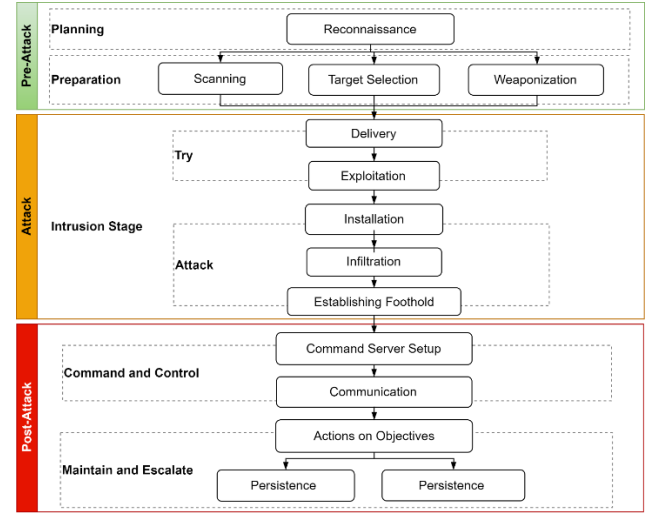 Pre-Attack
Planning
Reconnaissance
Preparation
Scanning
Target Selection
Weaponization
Attack
Intrusion Stage
Try
Delivery
Exploitation
Attack
Installation
Infiltration
Establishing Foothold
Post-Attack
Command and Control
Command Server Setup
Communication
Maintain and Escalate
Actions on Objectives
Persistence
Persistence